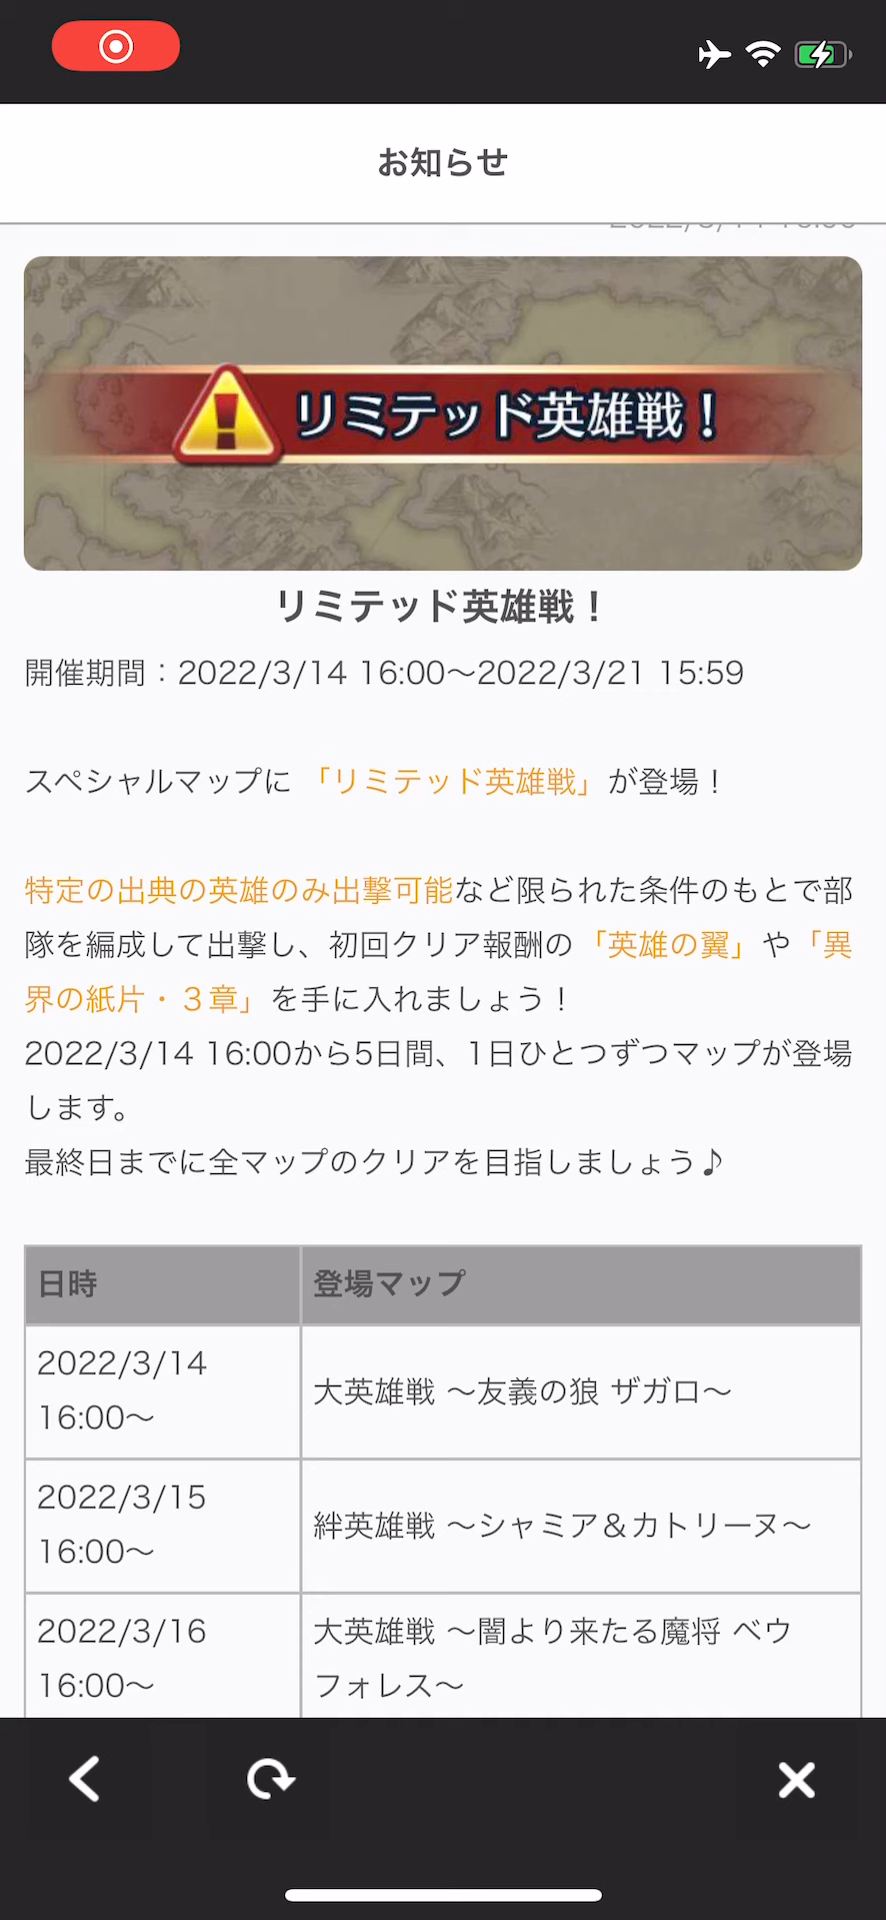 お知らせ
リミテッド英雄戦！
リミテッド英雄戦！
開催期間：2022/3/14 16:00〜2022/3/21 15:59
スペシャルマップに「リミテッド英雄戦」が登場！
特定の出典の英雄のみ出撃可能など限られた条件のもとで部
隊を編成して出撃し、初回クリア報酬の「英雄の翼」や「異
界の紙片・３章」を手に入れましょう！
2022/3/14 16:00から5日間、1日ひとつずつマップが登場
します。
最終日までに全マップのクリアを目指しましょう♪
日時
登場マップ
2022/3/14
16:00〜
大英雄戦 〜友義の狼 ザガロ〜
2022/3/15
16:00〜
絆英雄戦 〜シャミア＆カトリーヌ〜
2022/3/16
16:00〜
大英雄戦 〜闇より来たる魔将 ベウ
フォレス〜